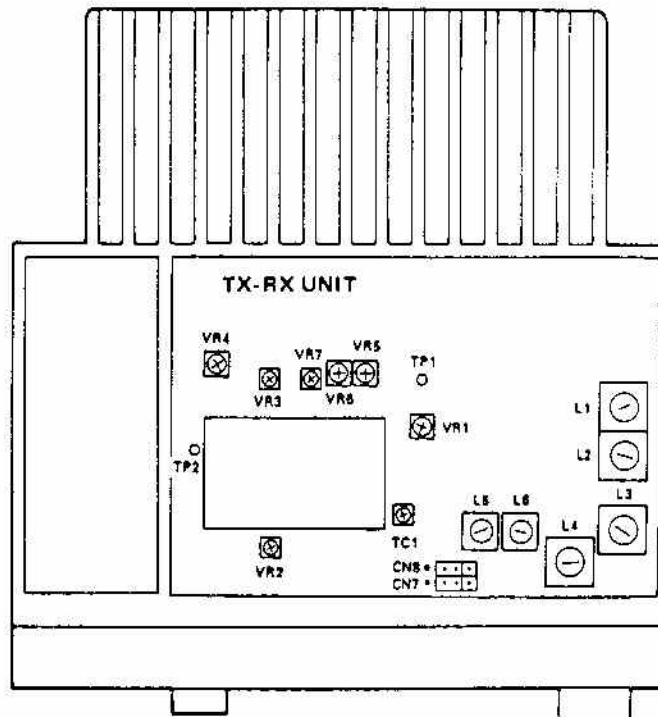 TX-RX UNIT
VR4
VR7
VR5
VR3
VR6
TP1
VR1
L1
L2
TP2
L5
L6
L3
TC1
L4
VR2
CN8
CN7